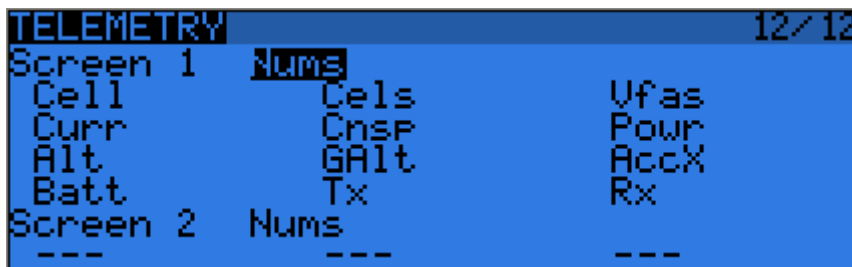 TELEMETRY 12/12
Screen 1 Nums
Cell Cels Vfas
Curr Cnsp Powr
Alt GAlt AccX
Batt Tx Rx
Screen 2 Nums
--- --- ---